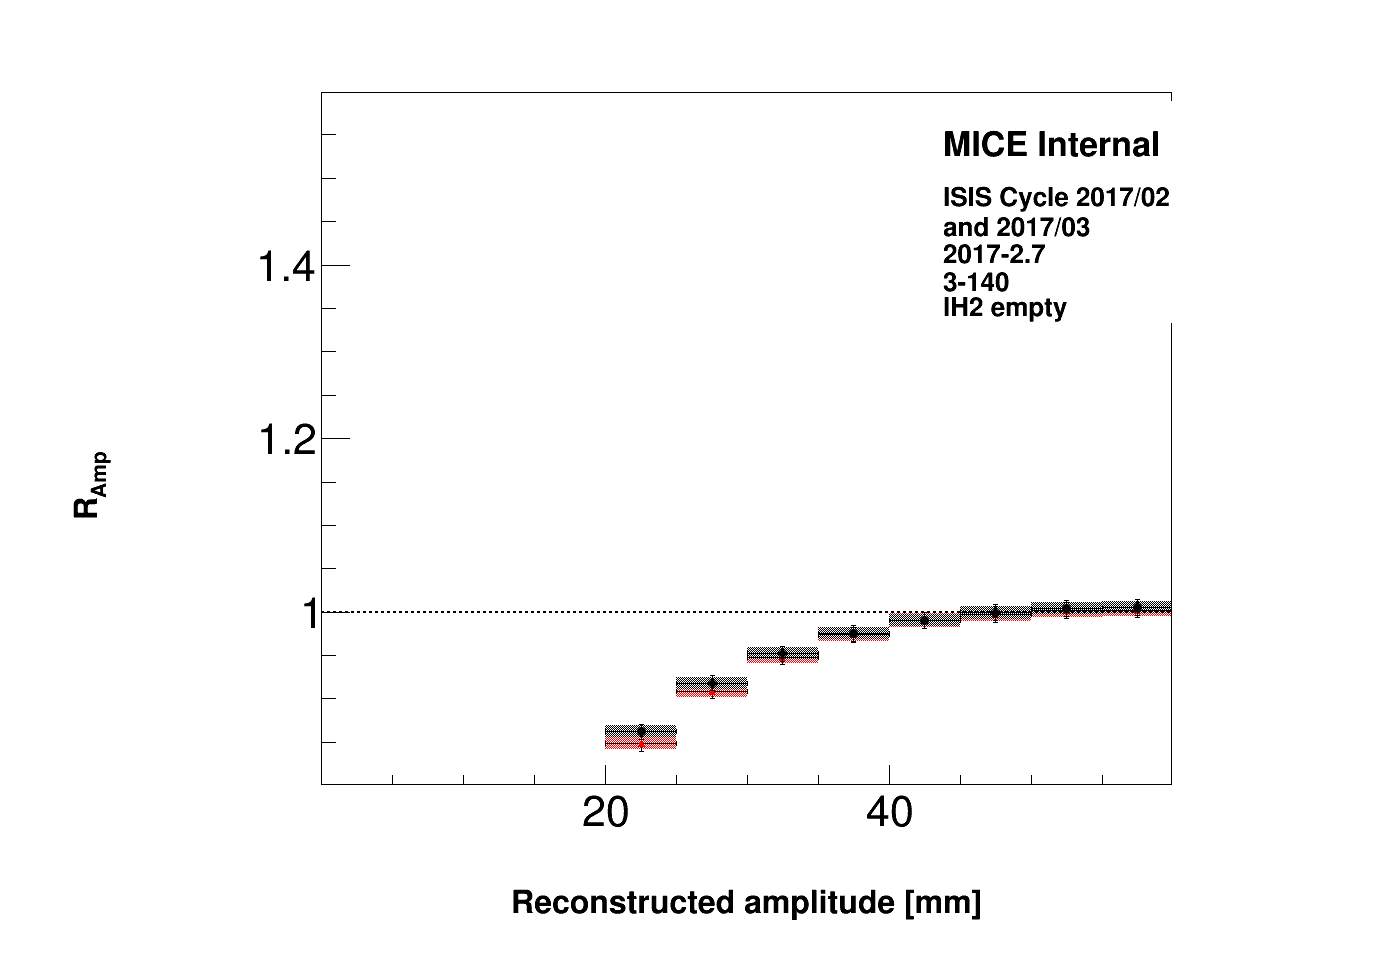 MICE Internal
ISIS Cycle 2017/02
and 2017/03
2017-2.7
3-140
lH2 empty
1.4
1.2
1
R_Amp
20 40
Reconstructed amplitude [mm]